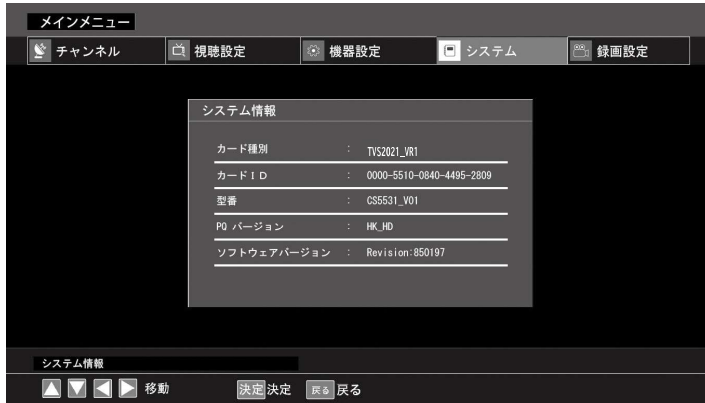 メインメニュー
チャンネル 視聴設定 機器設定 システム 録画設定
システム情報
カード種別 : TVS2021_VR1
カードＩＤ : 0000-5510-0840-4495-2809
型番 : CS5531_V01
PQ バージョン : HK_HD
ソフトウェアバージョン : Revision:850197
システム情報
移動 決定 決定 戻る 戻る